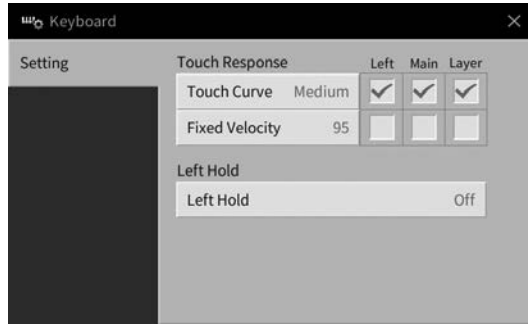 Keyboard
Setting
Touch Response Left Main Layer
Touch Curve Medium
Fixed Velocity 95
Left Hold
Left Hold Off